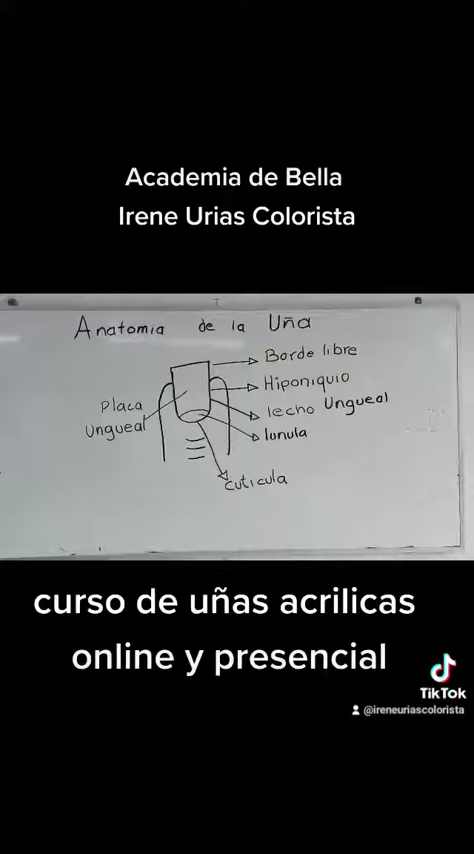 Academia de Bella
Irene Urias Colorista
Anatomia de la Uña
Borde libre
Hiponiquio
Placa
Ungueal
lecho Ungueal
lunula
cuticula
curso de uñas acrilicas
online y presencial
TikTok
@ireneuriascolorista